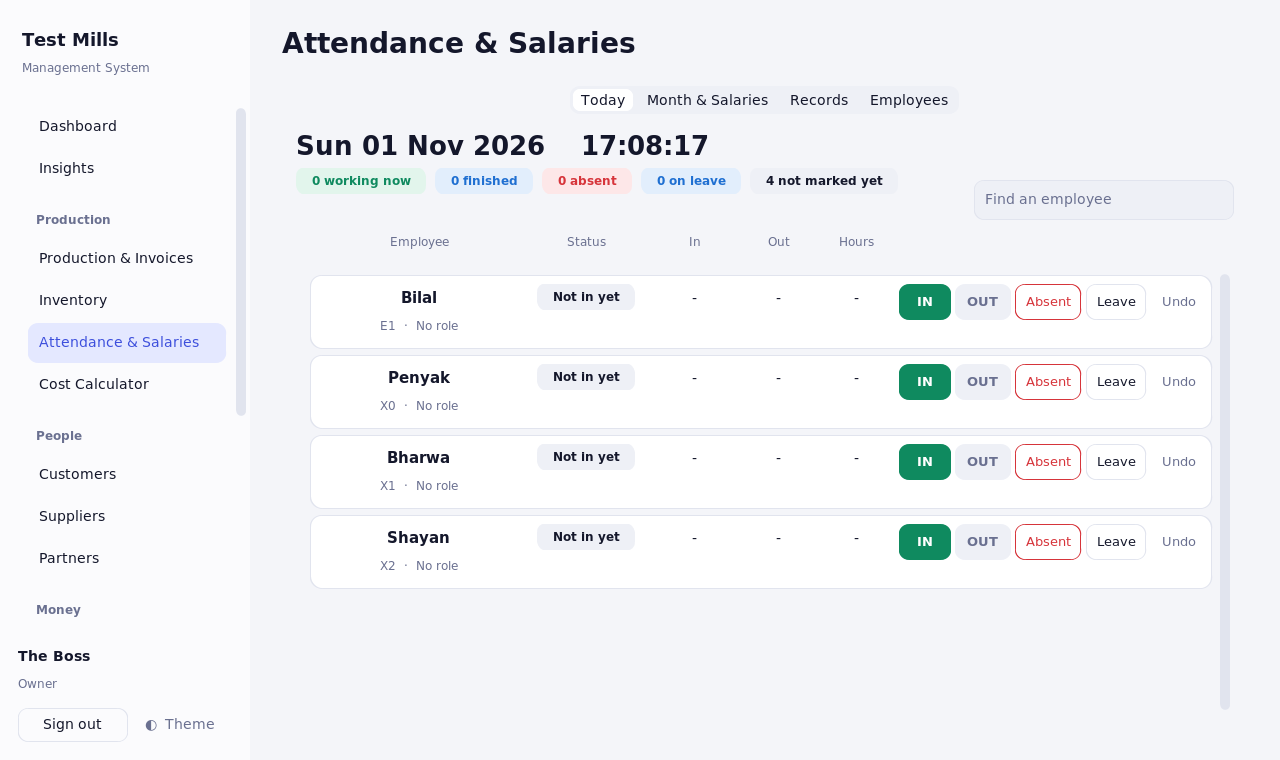 Test Mills
Management System
Dashboard
Insights
Production
Production & Invoices
Inventory
Attendance & Salaries
Cost Calculator
People
Customers
Suppliers
Partners
Money
The Boss
Owner
Sign out ◐ Theme
Attendance & Salaries
Today Month & Salaries Records Employees
Sun 01 Nov 2026 17:08:17
0 working now 0 finished 0 absent 0 on leave 4 not marked yet
Find an employee
Employee Status In Out Hours
Bilal Not in yet - - - IN OUT Absent Leave Undo
E1 · No role
Penyak Not in yet - - - IN OUT Absent Leave Undo
X0 · No role
Bharwa Not in yet - - - IN OUT Absent Leave Undo
X1 · No role
Shayan Not in yet - - - IN OUT Absent Leave Undo
X2 · No role